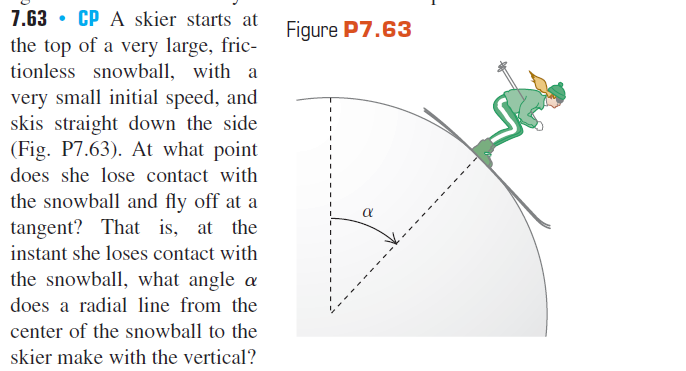 7.63 • CP A skier starts at
the top of a very large, fric-
tionless snowball, with a
very small initial speed, and
skis straight down the side
(Fig. P7.63). At what point
does she lose contact with
the snowball and fly off at a
tangent? That is, at the
instant she loses contact with
the snowball, what angle α
does a radial line from the
center of the snowball to the
skier make with the vertical?
Figure P7.63
α